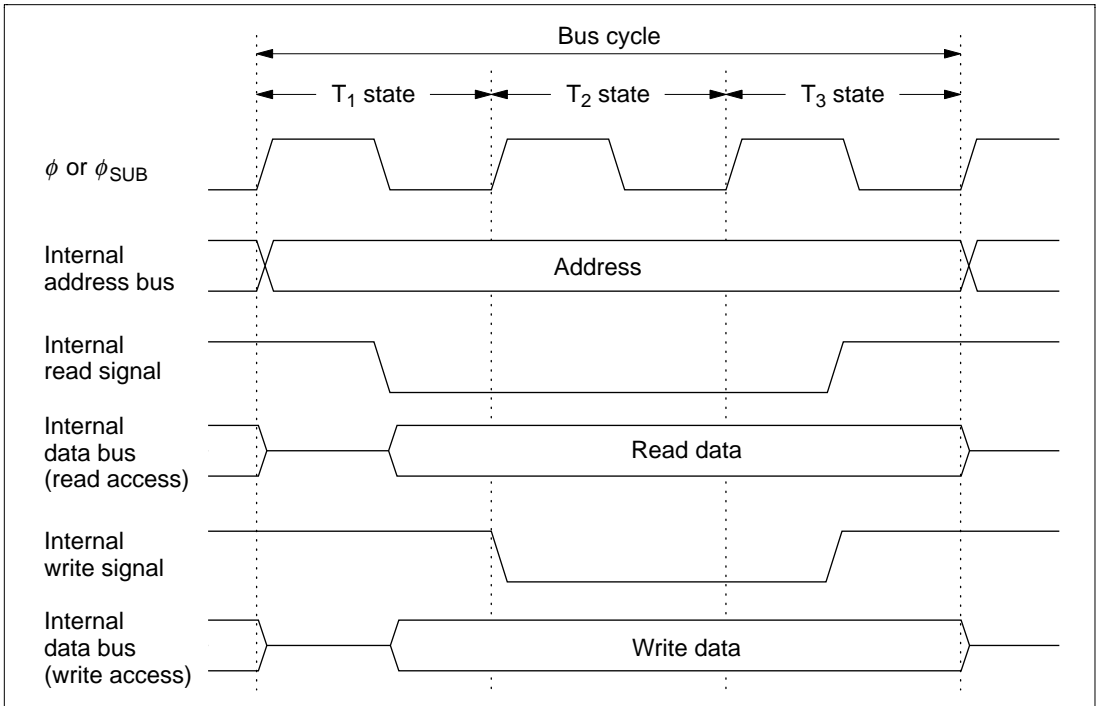 Bus cycle
T1 state
T2 state
T3 state
ϕ or ϕSUB
Internal
address bus
Address
Internal
read signal
Internal
data bus
(read access)
Read data
Internal
write signal
Internal
data bus
(write access)
Write data